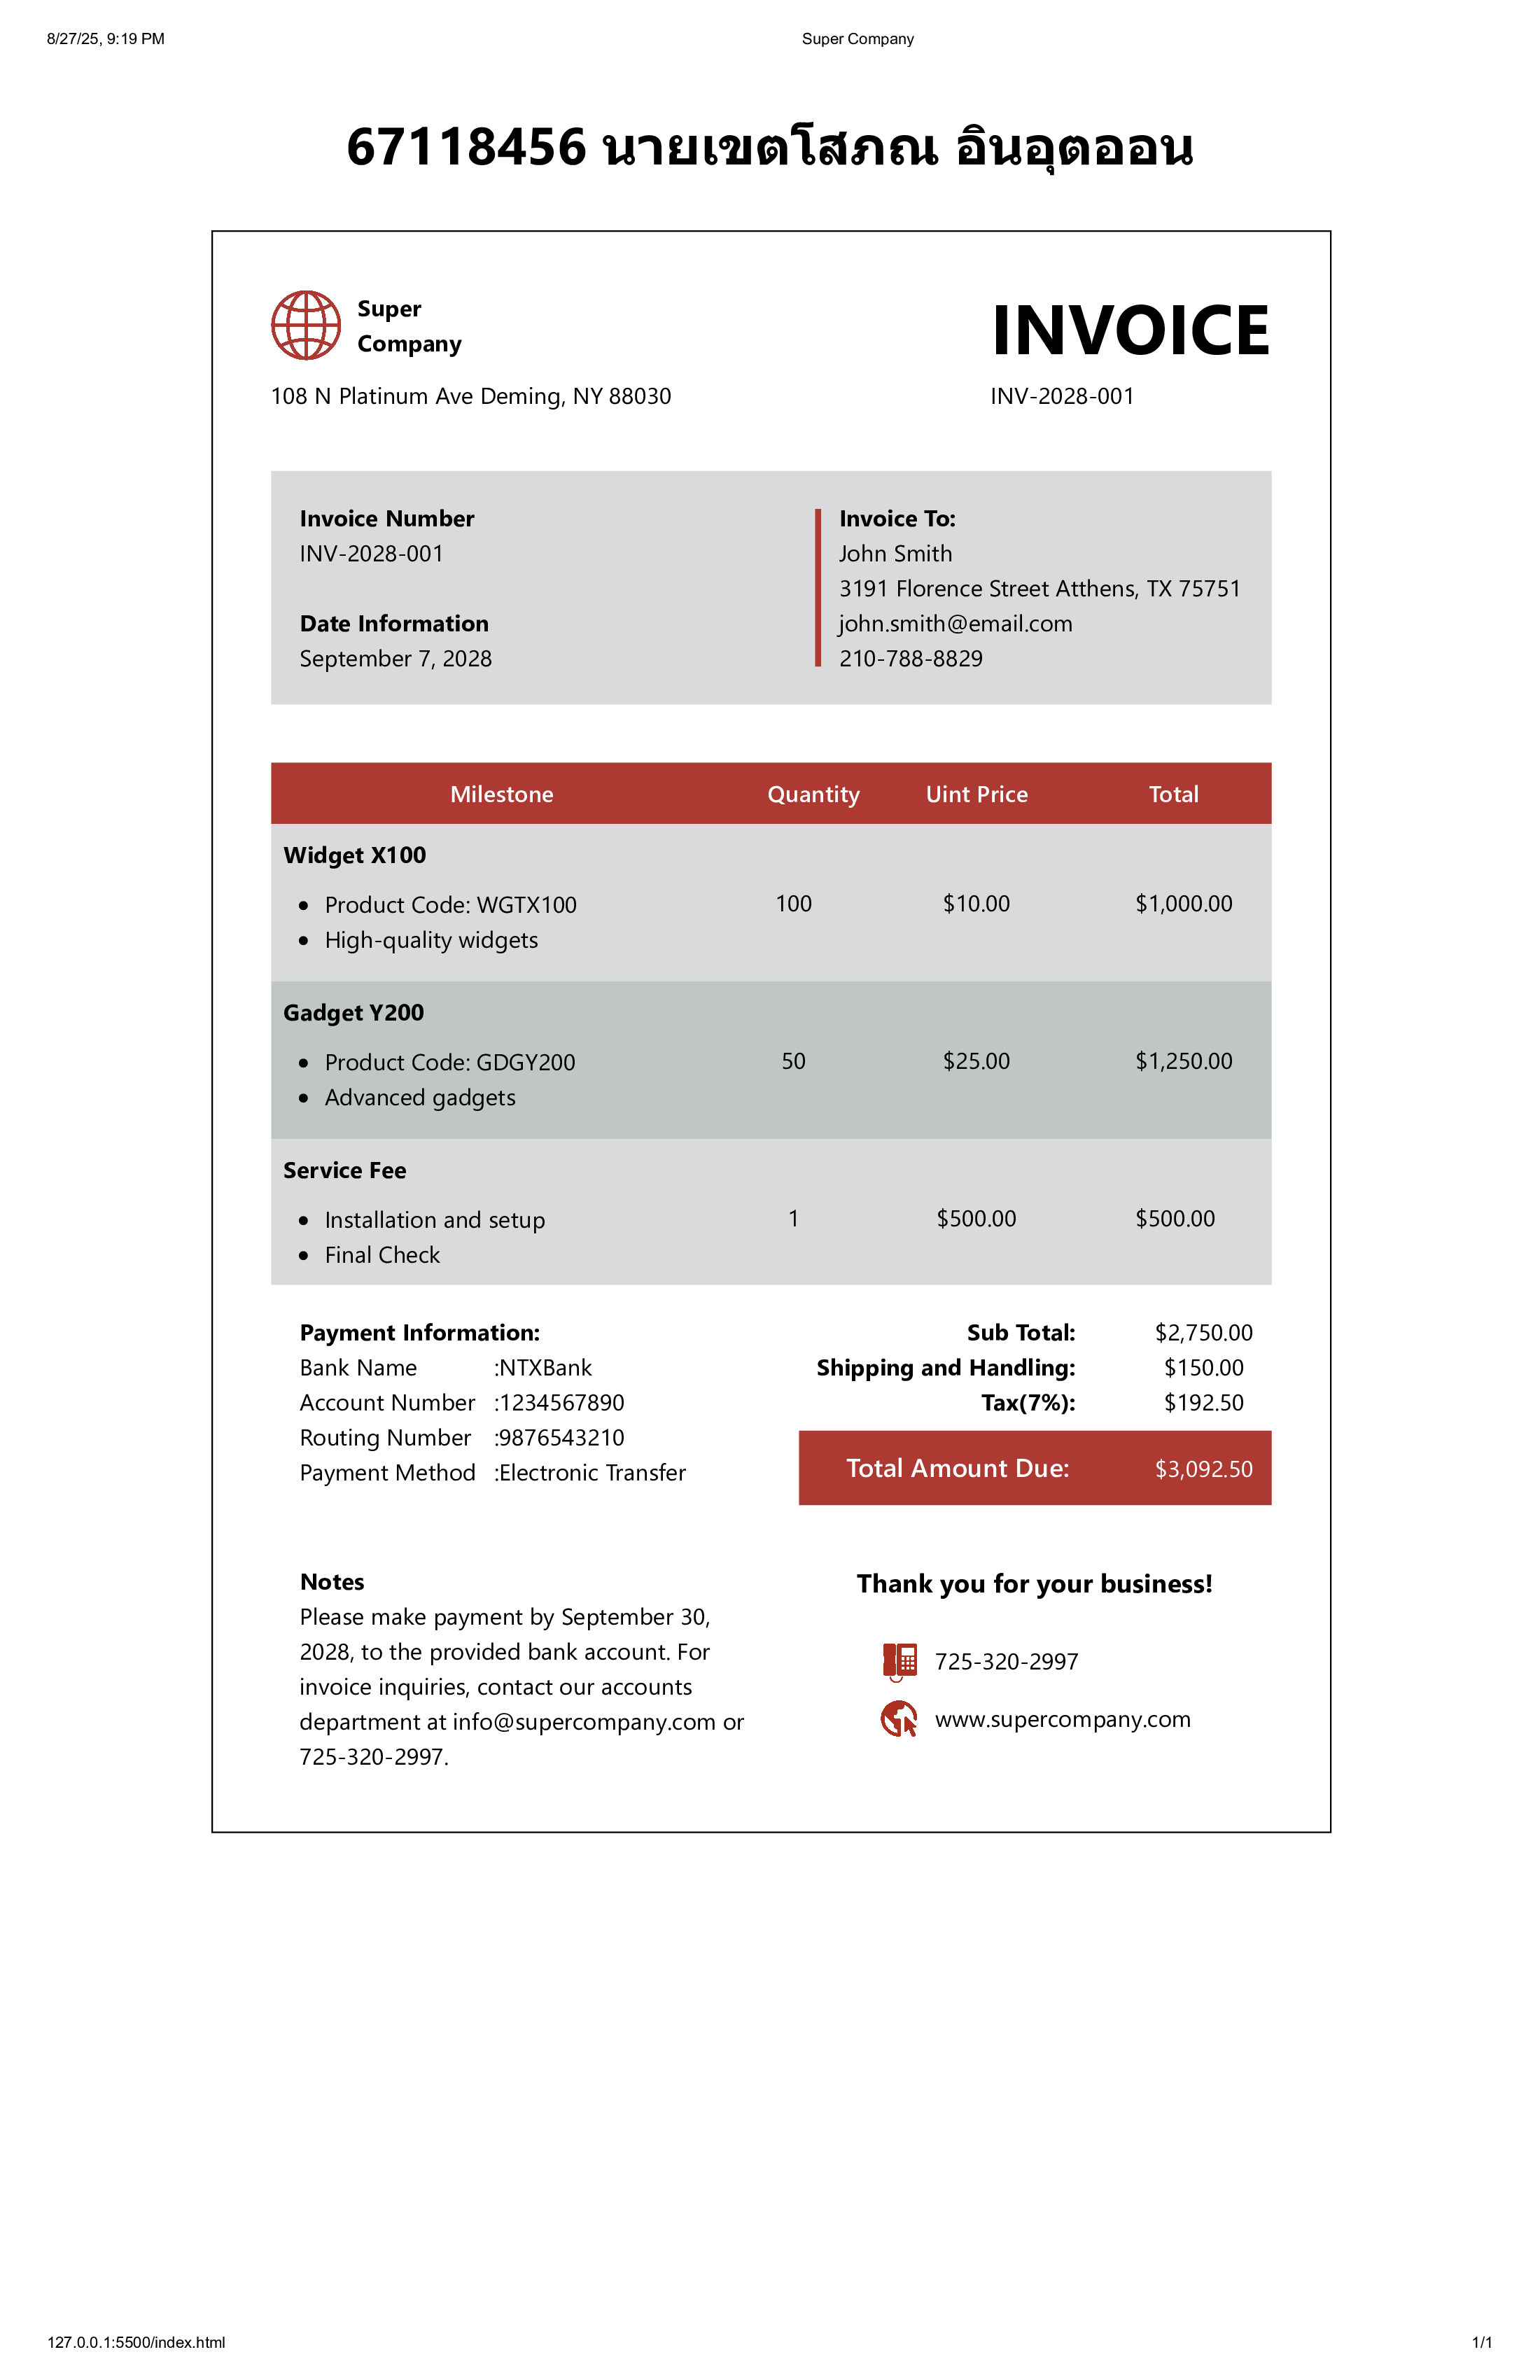 8/27/25, 9:19 PM
Super Company
67118456 นายเขตโสภณ อินอุตออน
Super
Company
INVOICE
108 N Platinum Ave Deming, NY 88030
INV-2028-001
Invoice Number
INV-2028-001
Date Information
September 7, 2028
Invoice To:
John Smith
3191 Florence Street Atthens, TX 75751
john.smith@email.com
210-788-8829
Milestone Quantity Uint Price Total
Widget X100
• Product Code: WGTX100
• High-quality widgets
100 $10.00 $1,000.00
Gadget Y200
• Product Code: GDGY200
• Advanced gadgets
50 $25.00 $1,250.00
Service Fee
• Installation and setup
• Final Check
1 $500.00 $500.00
Payment Information:
Bank Name :NTXBank
Account Number :1234567890
Routing Number :9876543210
Payment Method :Electronic Transfer
Sub Total: $2,750.00
Shipping and Handling: $150.00
Tax(7%): $192.50
Total Amount Due: $3,092.50
Notes
Please make payment by September 30,
2028, to the provided bank account. For
invoice inquiries, contact our accounts
department at info@supercompany.com or
725-320-2997.
Thank you for your business!
725-320-2997
www.supercompany.com
127.0.0.1:5500/index.html
1/1